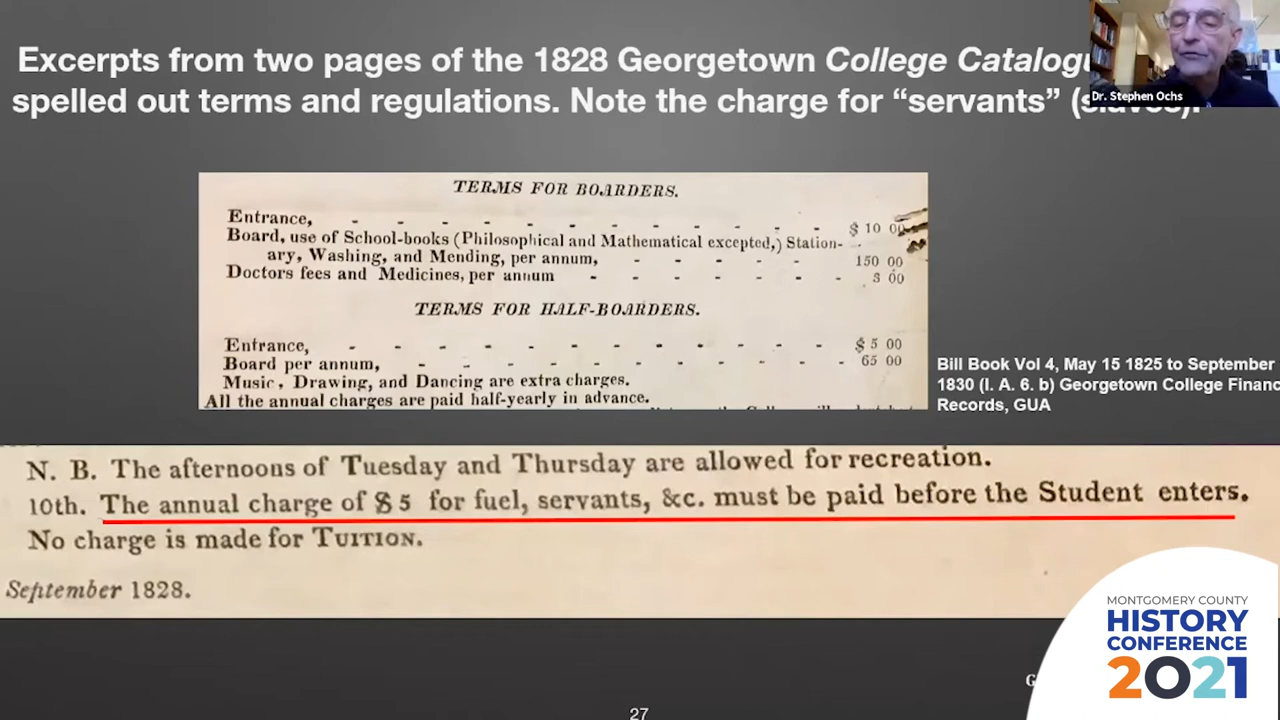 Excerpts from two pages of the 1828 Georgetown College Catalogu
spelled out terms and regulations. Note the charge for “servants” (slaves).
Dr. Stephen Ochs
TERMS FOR BOARDERS.
Entrance, - - - - - - - - - - - $ 10 00
Board, use of School-books (Philosophical and Mathematical excepted,) Station-
ary, Washing, and Mending, per annum, - - - - - 150 00
Doctors fees and Medicines, per annum - - - - - - 3 00
TERMS FOR HALF-BOARDERS.
Entrance, - - - - - - - - - - - $ 5 00
Board per annum, - - - - - - - - - - 65 00
Music, Drawing, and Dancing are extra charges.
All the annual charges are paid half-yearly in advance.
Bill Book Vol 4, May 15 1825 to September
1830 (I. A. 6. b) Georgetown College Financ
Records, GUA
N. B. The afternoons of Tuesday and Thursday are allowed for recreation.
10th. The annual charge of $5 for fuel, servants, &c. must be paid before the Student enters.
No charge is made for TUITION.
September 1828.
MONTGOMERY COUNTY
HISTORY
CONFERENCE
2021
G
27